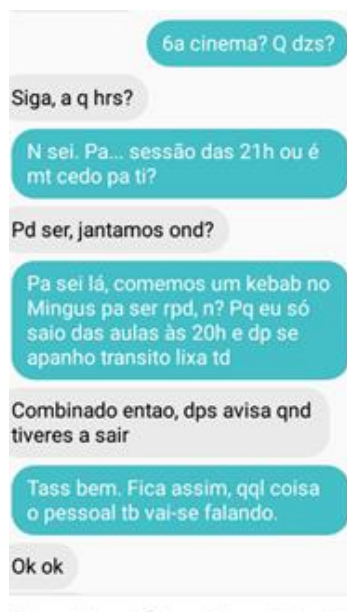 6a cinema? Q dzs?
Siga, a q hrs?
N sei. Pa... sessão das 21h ou é
mt cedo pa ti?
Pd ser, jantamos ond?
Pa sei lá, comemos um kebab no
Mingus pa ser rpd, n? Pq eu só
saio das aulas às 20h e dp se
apanho transito lixa td
Combinado entao, dps avisa qnd
tiveres a sair
Tass bem. Fica assim, qql coisa
o pessoal tb vai-se falando.
Ok ok